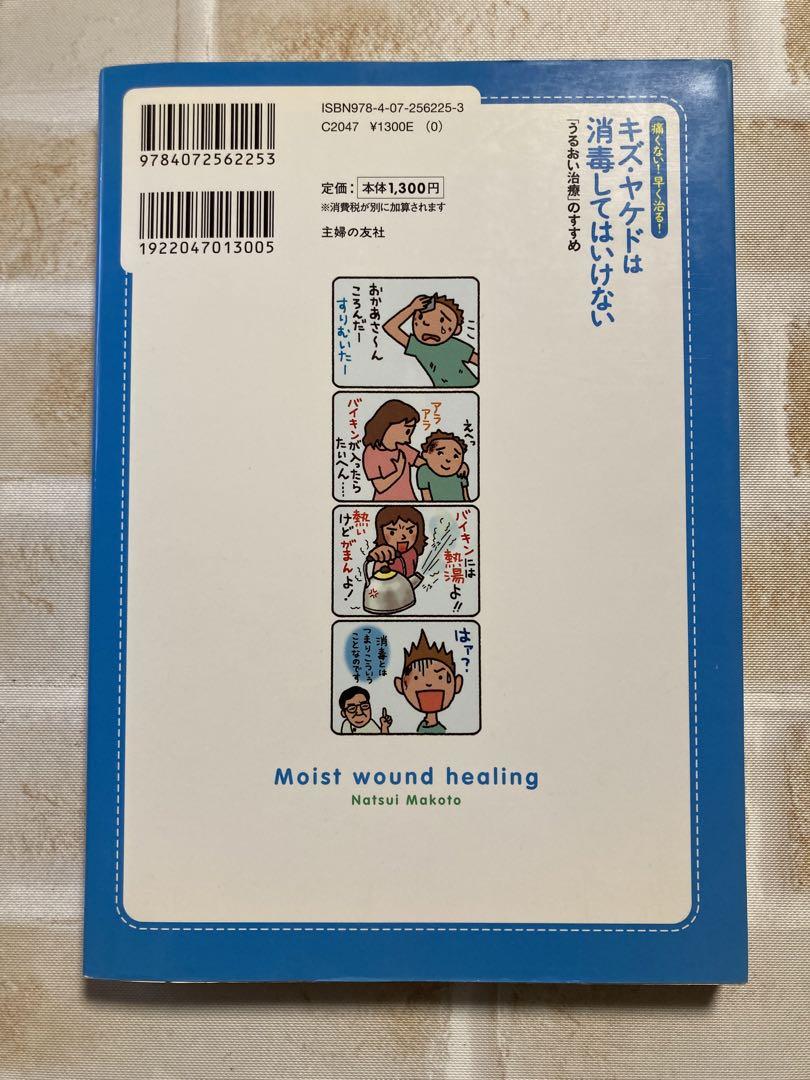 ISBN978-4-07-256225-3
C2047 ¥1300E (0)
9784072562253
定価：本体1,300円
※消費税が別に加算されます
1922047013005
主婦の友社
痛くない！早く治る！
キズ・ヤケドは
消毒してはいけない
「うるおい治療」のすすめ
おかあさ〜ん
ころんだー
すりむいたー
えへっ
アラ
アラ
バイキンが入ったら
たいへん……
バイキンには
熱湯よ!!
熱い
けどがまんよ！
はァ？
消毒とは
つまりこういう
ことなのです
Moist wound healing
Natsui Makoto